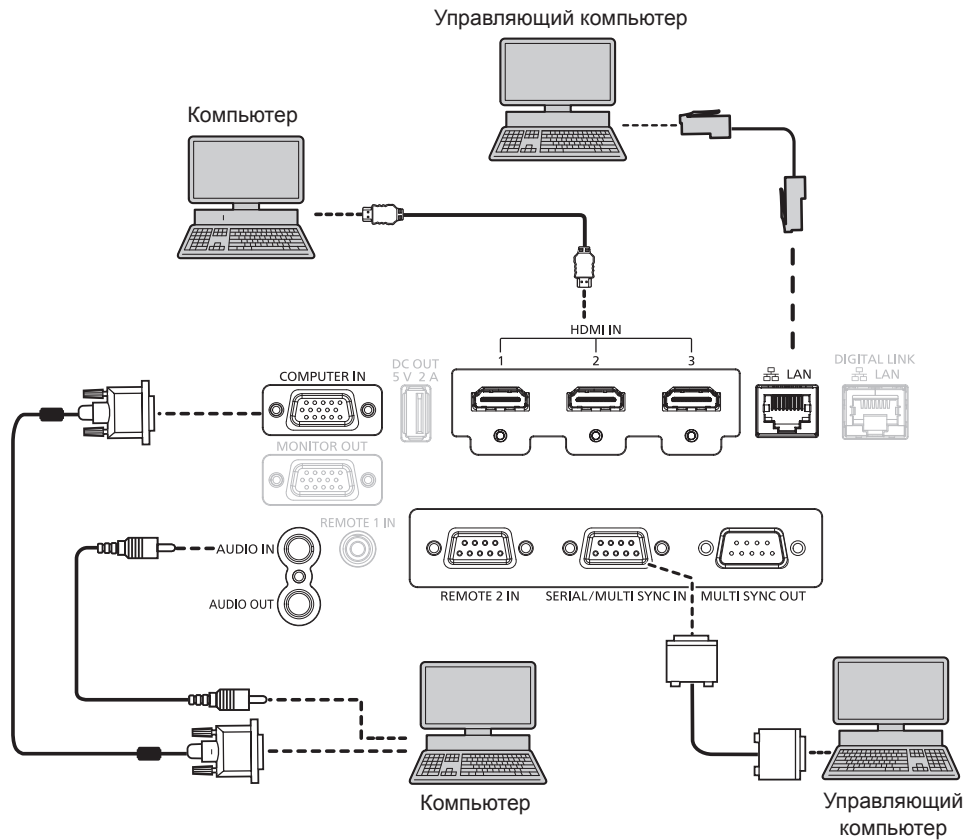 Управляющий компьютер
Компьютер
HDMI IN
1 2 3
DC OUT
5 V 2 A
DIGITAL LINK
LAN
LAN
COMPUTER IN
MONITOR OUT
REMOTE 1 IN
AUDIO IN
AUDIO OUT
REMOTE 2 IN
SERIAL/MULTI SYNC IN
MULTI SYNC OUT
Компьютер
Управляющий
компьютер